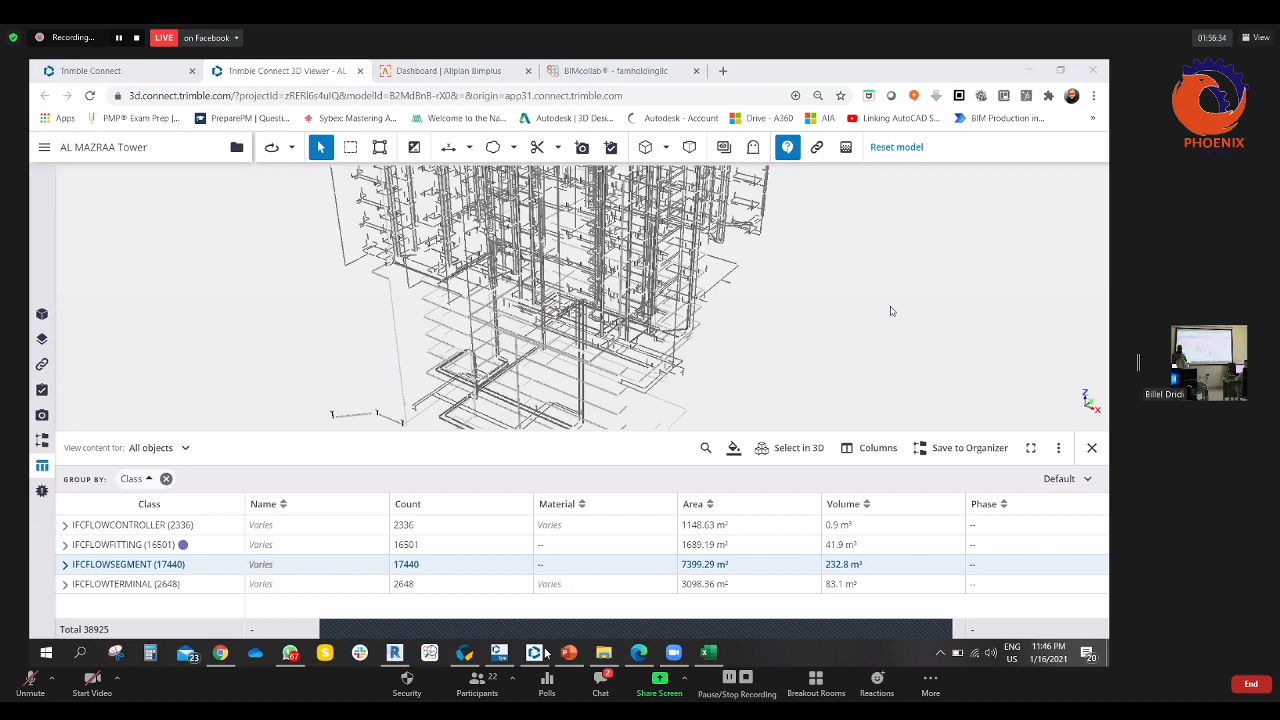 Recording...
LIVE on Facebook
01:56:34
View
Trimble Connect
Trimble Connect 3D Viewer - AL
Dashboard | Allplan Bimplus
BIMcollab® - famholdingllc
3d.connect.trimble.com/?projectId=zRERl6s4uIQ&modelId=B2MdBnB-rX0&=&origin=app31.connect.trimble.com
Apps
PMP® Exam Prep |...
PreparePM | Questi...
Sybex: Mastering A...
Welcome to the Na...
Autodesk | 3D Desi...
Autodesk - Account
Drive - A360
AIA
Linking AutoCAD S...
BIM Production in...
PHOENIX
AL MAZRAA Tower
Reset model
Z
Y
X
Billel Dridi
View content for: All objects
Select in 3D
Columns
Save to Organizer
GROUP BY: Class
Default
Class Name Count Material Area Volume Phase
IFCFLOWCONTROLLER (2336) Varies 2336 Varies 1148.63 m² 0.9 m³ --
IFCFLOWFITTING (16501) Varies 16501 -- 1689.19 m² 41.9 m³ --
IFCFLOWSEGMENT (17440) Varies 17440 -- 7399.29 m² 232.8 m³ --
IFCFLOWTERMINAL (2648) Varies 2648 Varies 3098.36 m² 83.1 m³ --
Total 38925 - -
23
67
ENG
US
11:46 PM
1/16/2021
20
Unmute
Start Video
Security
Participants
22
Polls
Chat
2
Share Screen
Pause/Stop Recording
Breakout Rooms
Reactions
More
End